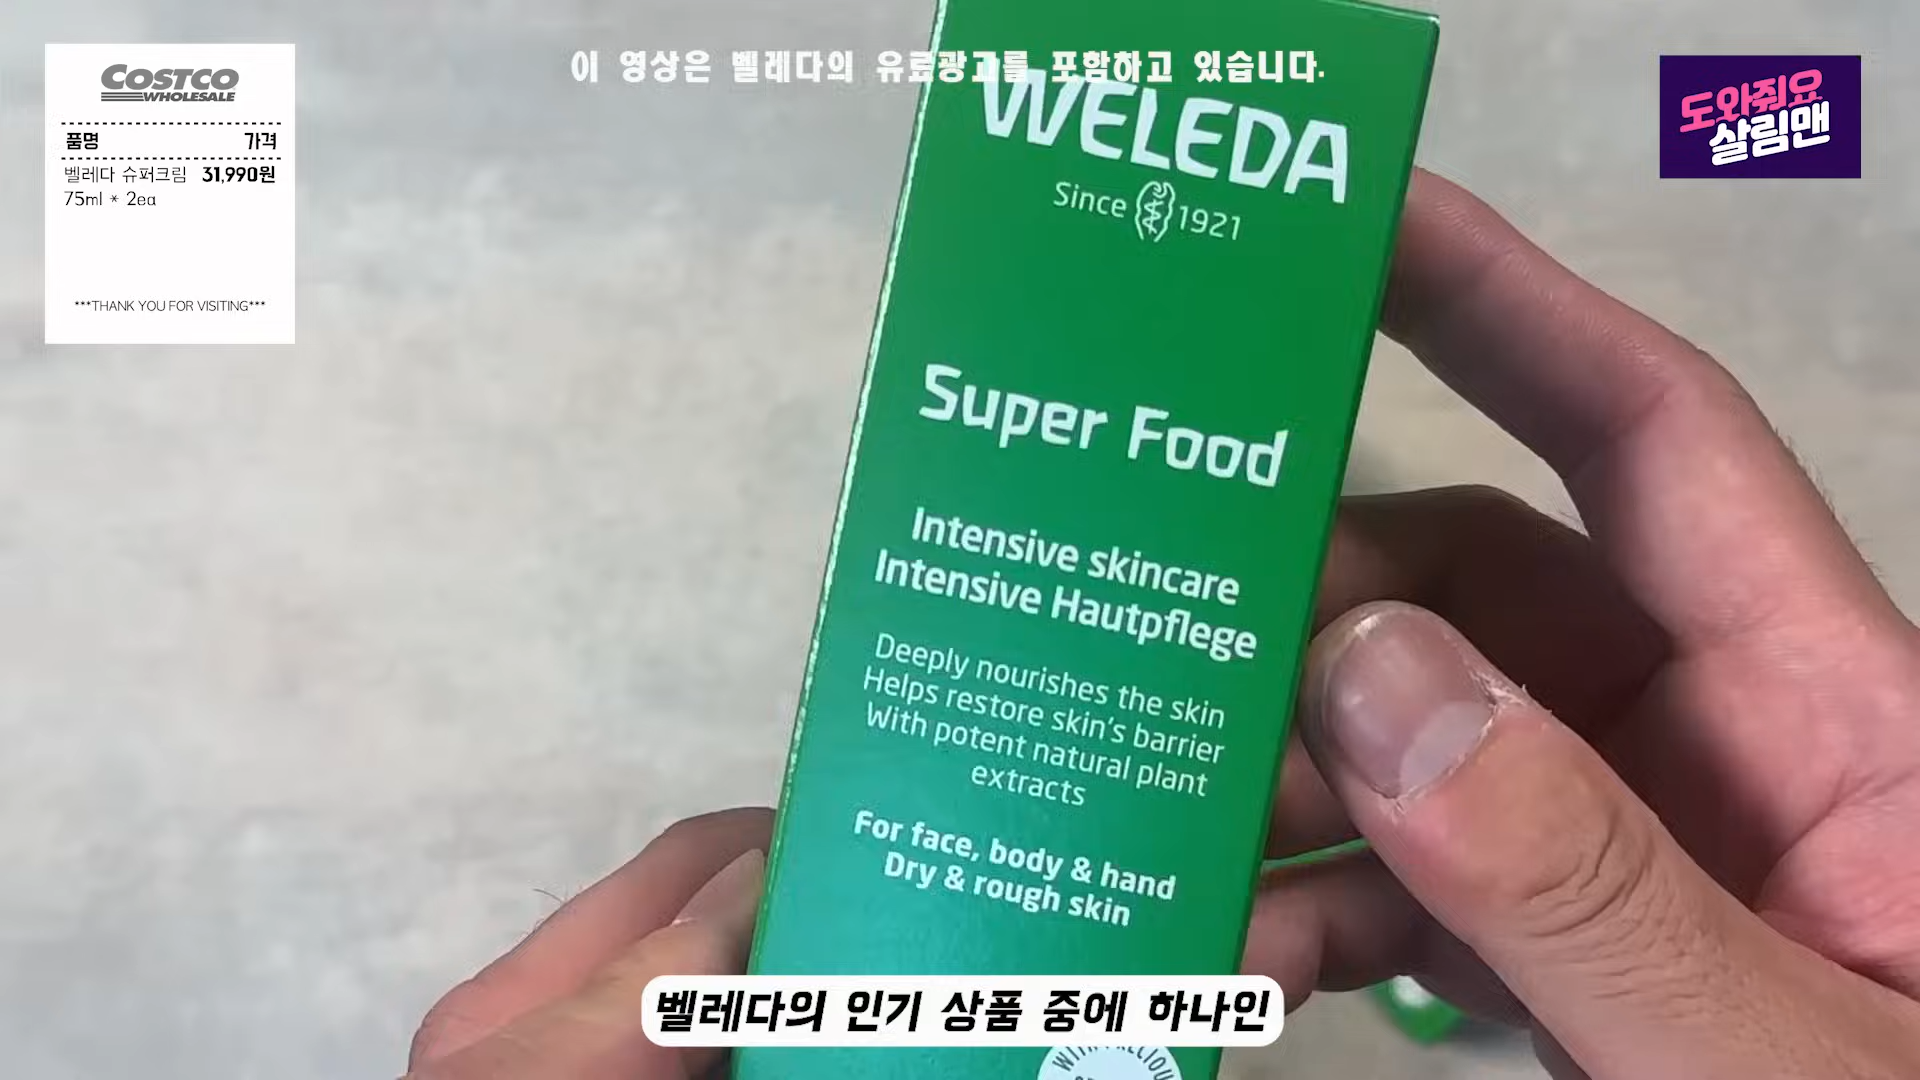 이 영상은 벨레다의 유료광고를 포함하고 있습니다.
COSTCO
WHOLESALE
품명 가격
벨레다 슈퍼크림 31,990원
75ml * 2ea
***THANK YOU FOR VISITING***
도와줘요
살림맨
WELEDA
Since 1921
Super Food
Intensive skincare
Intensive Hautpflege
Deeply nourishes the skin
Helps restore skin's barrier
With potent natural plant
extracts
For face, body & hand
Dry & rough skin
벨레다의 인기 상품 중에 하나인